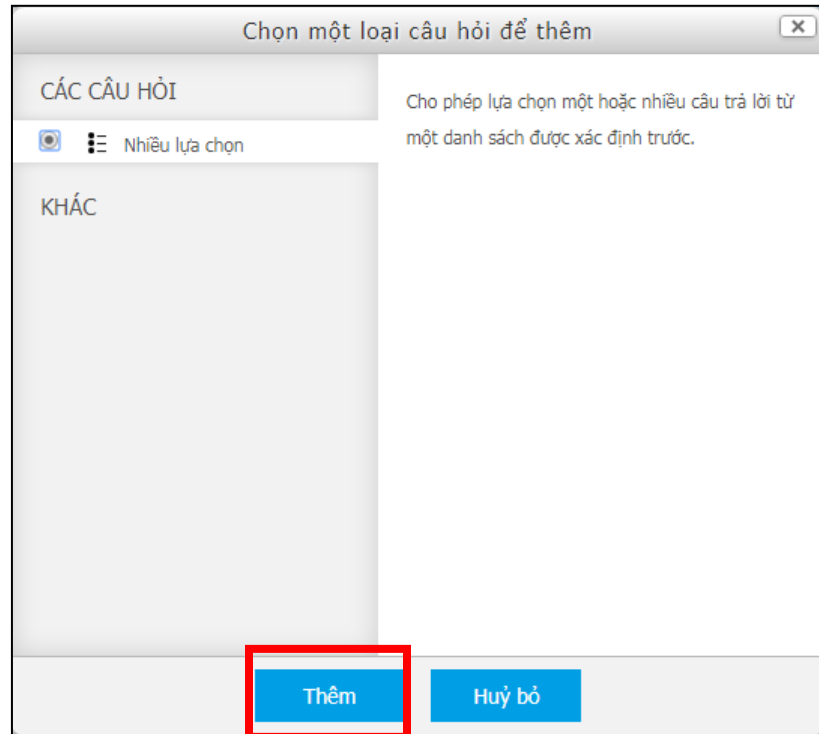 Chọn một loại câu hỏi để thêm
CÁC CÂU HỎI
Nhiều lựa chọn
KHÁC
Cho phép lựa chọn một hoặc nhiều câu trả lời từ
một danh sách được xác định trước.
Thêm
Huỷ bỏ